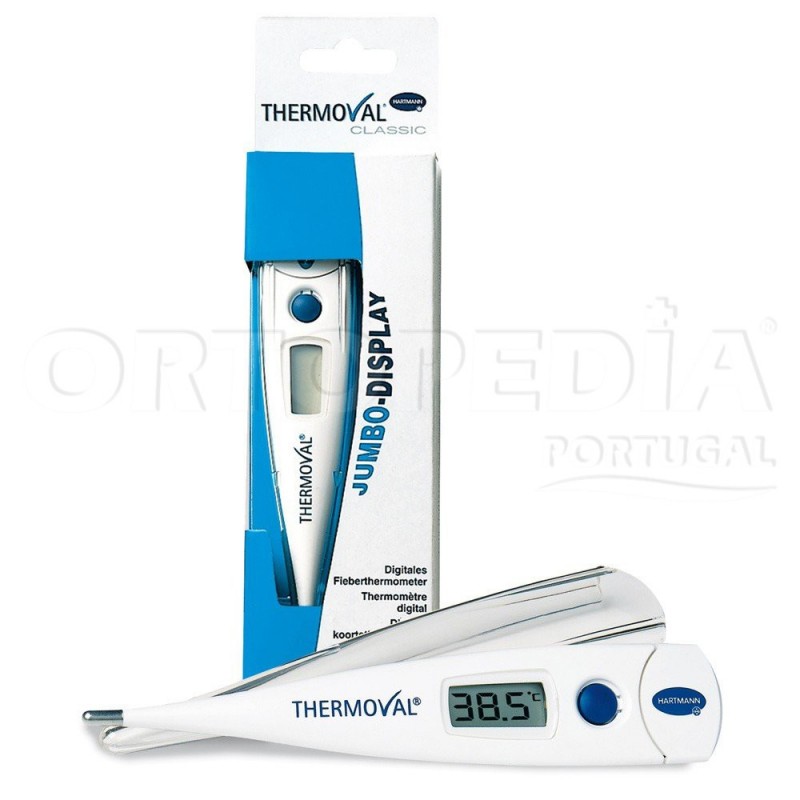 THERMOVAL®
HARTMANN
CLASSIC
JUMBO-DISPLAY
THERMOVAL®
Digitales
Fieberthermometer
Thermomètre
digital
ORTOPEDIA®
PORTUGAL
THERMOVAL®
38.5°C
HARTMANN